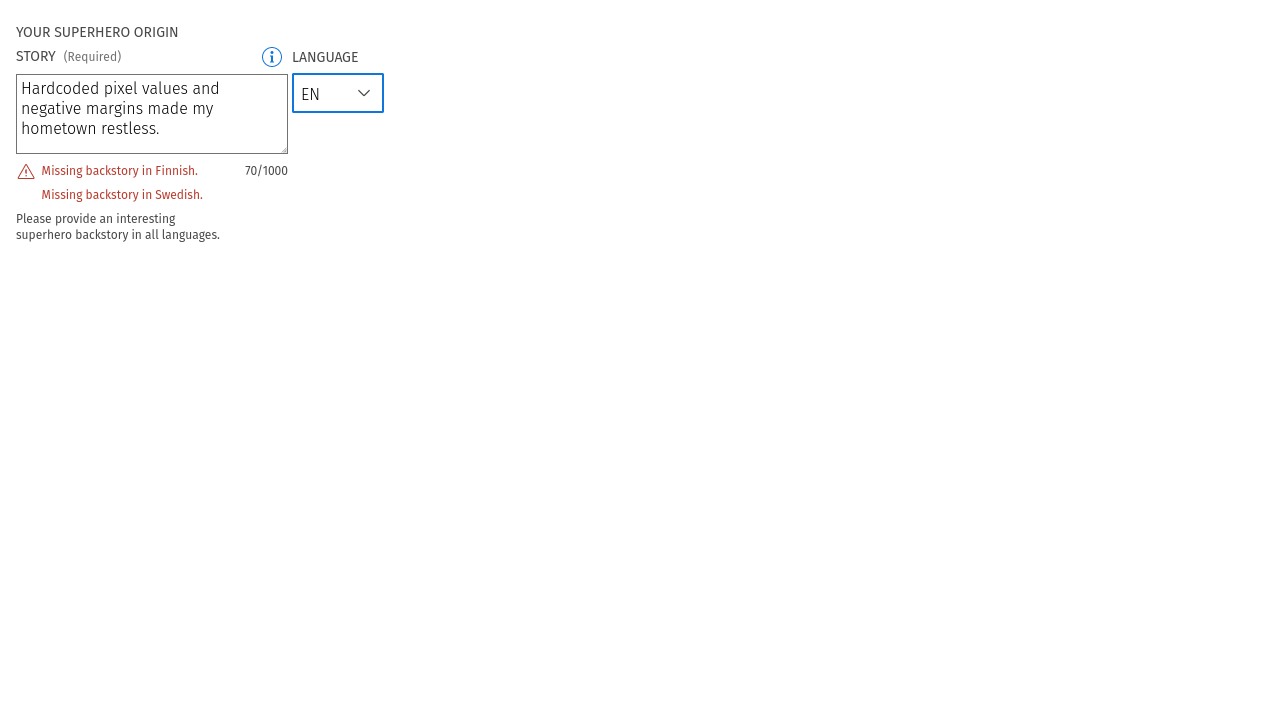 YOUR SUPERHERO ORIGIN
STORY (Required)
LANGUAGE
Hardcoded pixel values and
negative margins made my
hometown restless.
EN
Missing backstory in Finnish.
70/1000
Missing backstory in Swedish.
Please provide an interesting
superhero backstory in all languages.